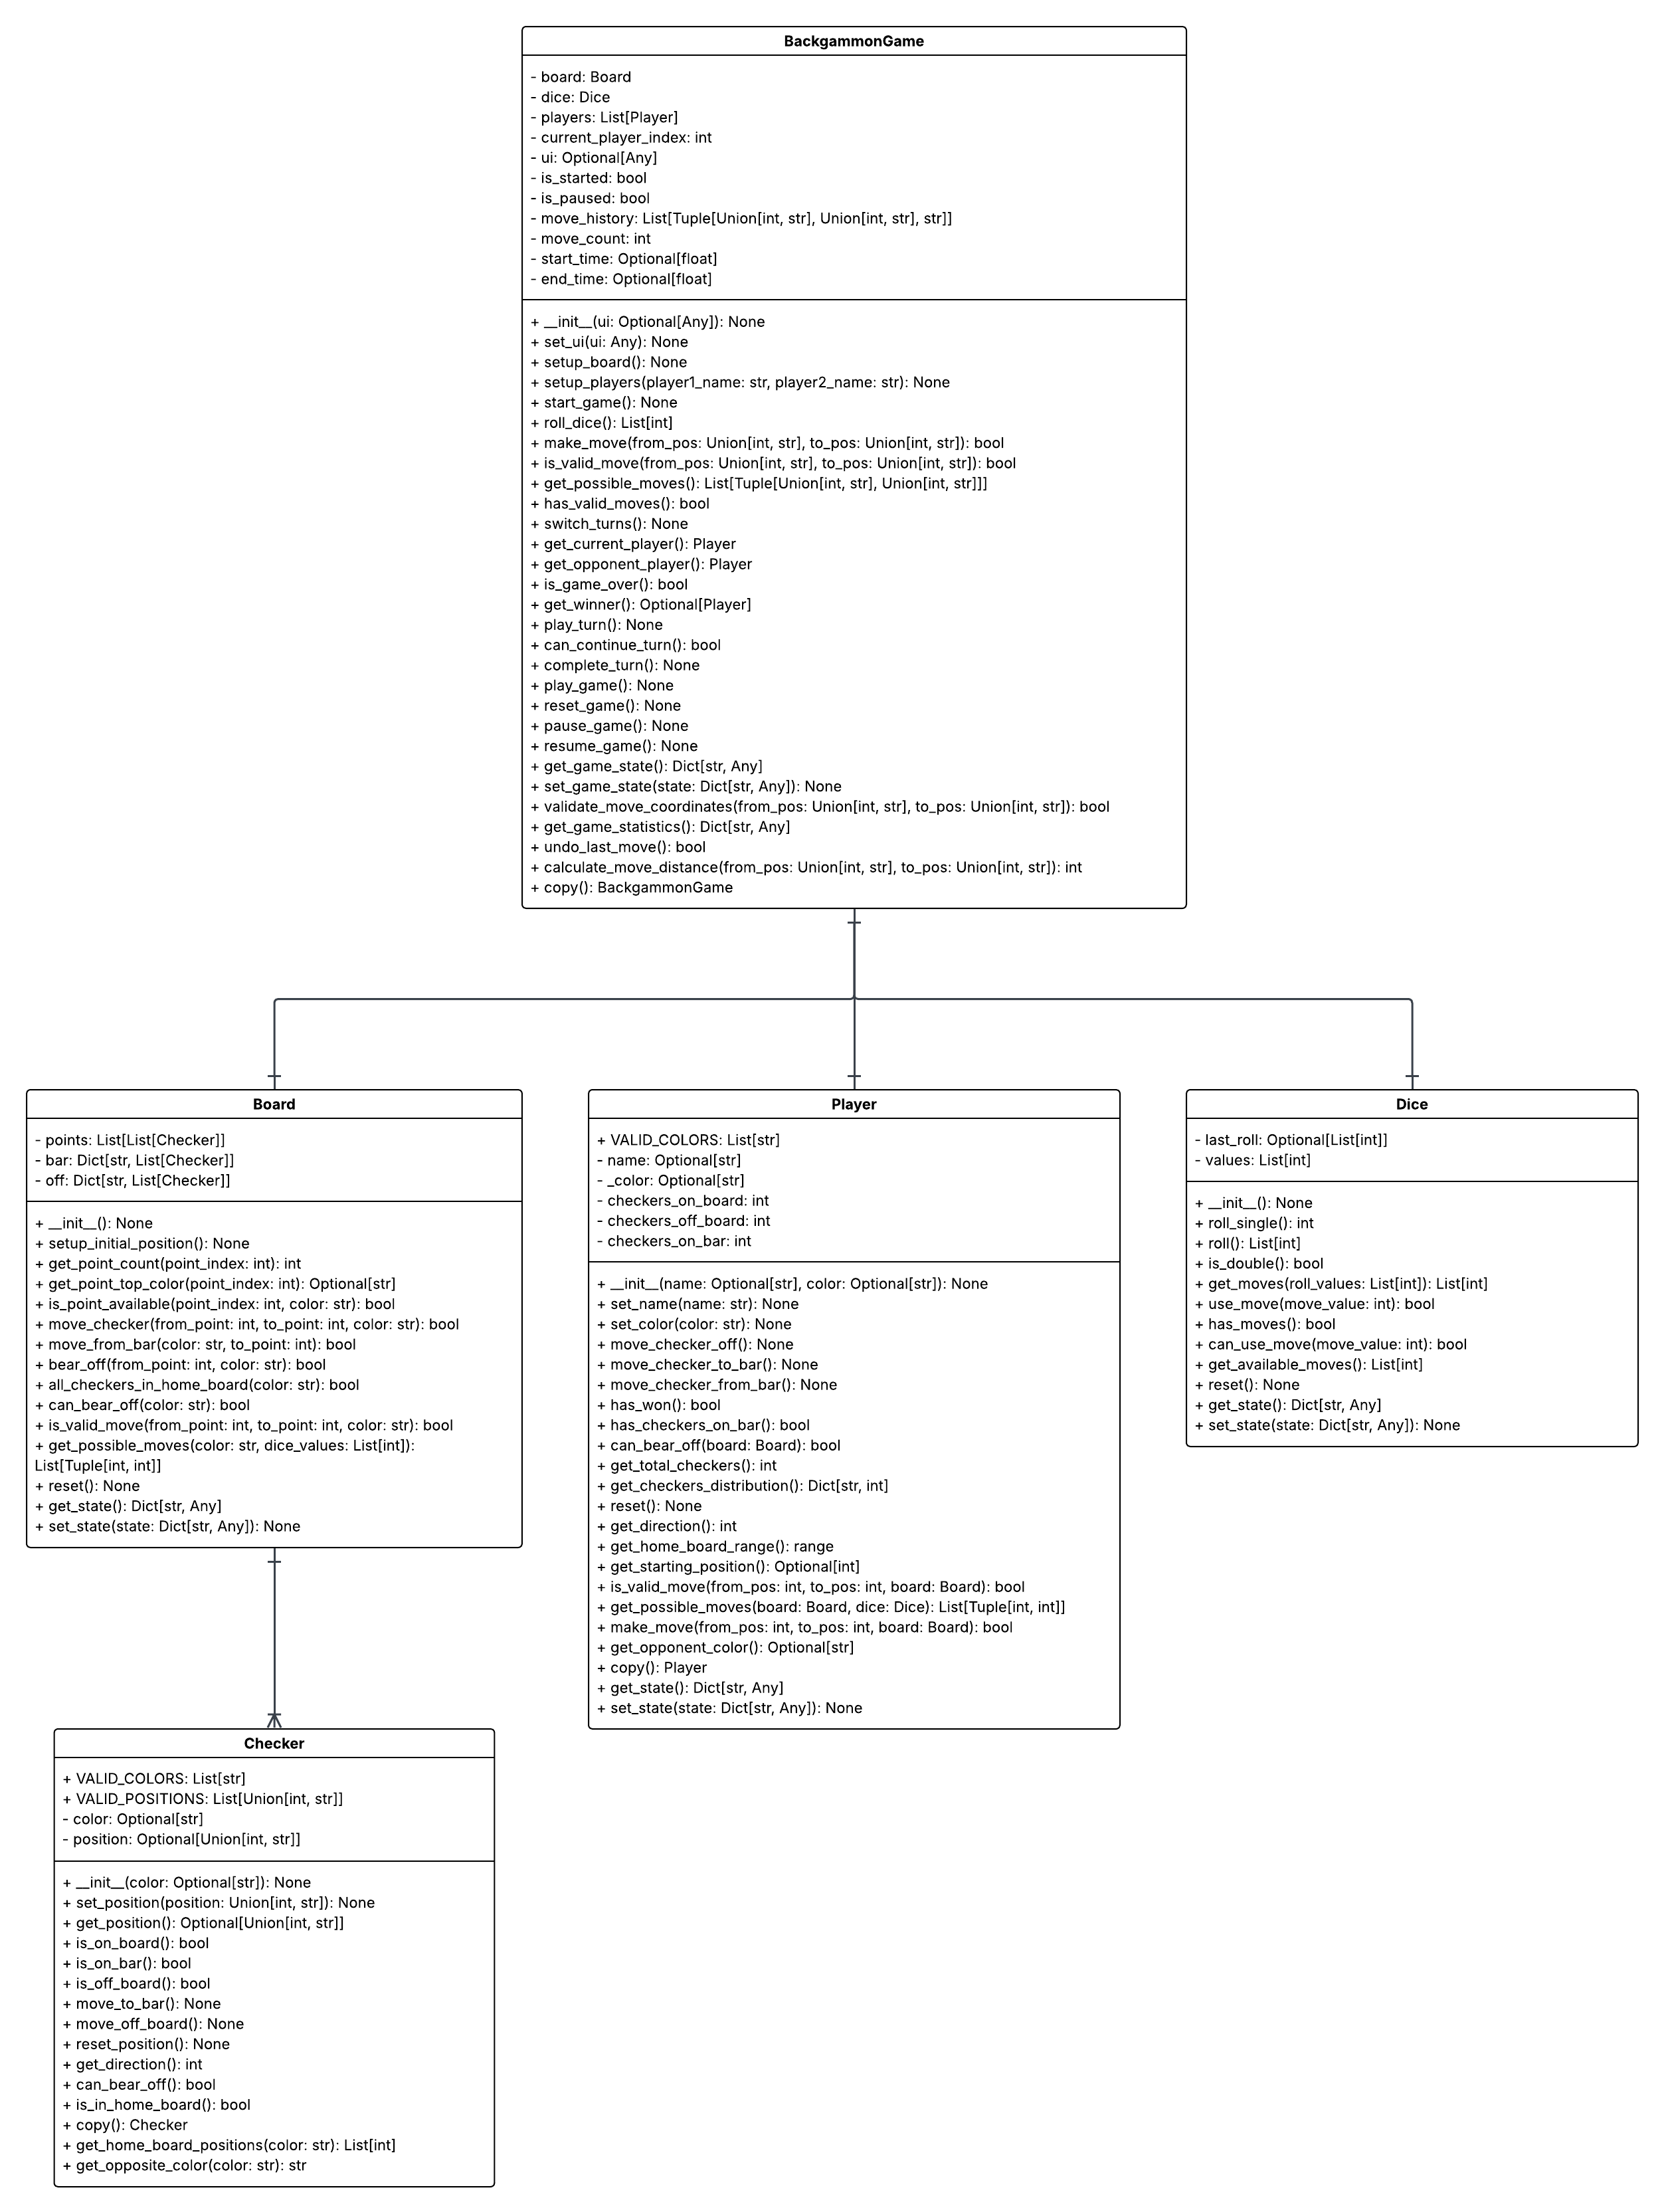 BackgammonGame
- board: Board
- dice: Dice
- players: List[Player]
- current_player_index: int
- ui: Optional[Any]
- is_started: bool
- is_paused: bool
- move_history: List[Tuple[Union[int, str], Union[int, str], str]]
- move_count: int
- start_time: Optional[float]
- end_time: Optional[float]
+ __init__(ui: Optional[Any]): None
+ set_ui(ui: Any): None
+ setup_board(): None
+ setup_players(player1_name: str, player2_name: str): None
+ start_game(): None
+ roll_dice(): List[int]
+ make_move(from_pos: Union[int, str], to_pos: Union[int, str]): bool
+ is_valid_move(from_pos: Union[int, str], to_pos: Union[int, str]): bool
+ get_possible_moves(): List[Tuple[Union[int, str], Union[int, str]]]
+ has_valid_moves(): bool
+ switch_turns(): None
+ get_current_player(): Player
+ get_opponent_player(): Player
+ is_game_over(): bool
+ get_winner(): Optional[Player]
+ play_turn(): None
+ can_continue_turn(): bool
+ complete_turn(): None
+ play_game(): None
+ reset_game(): None
+ pause_game(): None
+ resume_game(): None
+ get_game_state(): Dict[str, Any]
+ set_game_state(state: Dict[str, Any]): None
+ validate_move_coordinates(from_pos: Union[int, str], to_pos: Union[int, str]): bool
+ get_game_statistics(): Dict[str, Any]
+ undo_last_move(): bool
+ calculate_move_distance(from_pos: Union[int, str], to_pos: Union[int, str]): int
+ copy(): BackgammonGame
Board
- points: List[List[Checker]]
- bar: Dict[str, List[Checker]]
- off: Dict[str, List[Checker]]
+ __init__(): None
+ setup_initial_position(): None
+ get_point_count(point_index: int): int
+ get_point_top_color(point_index: int): Optional[str]
+ is_point_available(point_index: int, color: str): bool
+ move_checker(from_point: int, to_point: int, color: str): bool
+ move_from_bar(color: str, to_point: int): bool
+ bear_off(from_point: int, color: str): bool
+ all_checkers_in_home_board(color: str): bool
+ can_bear_off(color: str): bool
+ is_valid_move(from_point: int, to_point: int, color: str): bool
+ get_possible_moves(color: str, dice_values: List[int]):
List[Tuple[int, int]]
+ reset(): None
+ get_state(): Dict[str, Any]
+ set_state(state: Dict[str, Any]): None
Player
+ VALID_COLORS: List[str]
- name: Optional[str]
- _color: Optional[str]
- checkers_on_board: int
- checkers_off_board: int
- checkers_on_bar: int
+ __init__(name: Optional[str], color: Optional[str]): None
+ set_name(name: str): None
+ set_color(color: str): None
+ move_checker_off(): None
+ move_checker_to_bar(): None
+ move_checker_from_bar(): None
+ has_won(): bool
+ has_checkers_on_bar(): bool
+ can_bear_off(board: Board): bool
+ get_total_checkers(): int
+ get_checkers_distribution(): Dict[str, int]
+ reset(): None
+ get_direction(): int
+ get_home_board_range(): range
+ get_starting_position(): Optional[int]
+ is_valid_move(from_pos: int, to_pos: int, board: Board): bool
+ get_possible_moves(board: Board, dice: Dice): List[Tuple[int, int]]
+ make_move(from_pos: int, to_pos: int, board: Board): bool
+ get_opponent_color(): Optional[str]
+ copy(): Player
+ get_state(): Dict[str, Any]
+ set_state(state: Dict[str, Any]): None
Dice
- last_roll: Optional[List[int]]
- values: List[int]
+ __init__(): None
+ roll_single(): int
+ roll(): List[int]
+ is_double(): bool
+ get_moves(roll_values: List[int]): List[int]
+ use_move(move_value: int): bool
+ has_moves(): bool
+ can_use_move(move_value: int): bool
+ get_available_moves(): List[int]
+ reset(): None
+ get_state(): Dict[str, Any]
+ set_state(state: Dict[str, Any]): None
Checker
+ VALID_COLORS: List[str]
+ VALID_POSITIONS: List[Union[int, str]]
- color: Optional[str]
- position: Optional[Union[int, str]]
+ __init__(color: Optional[str]): None
+ set_position(position: Union[int, str]): None
+ get_position(): Optional[Union[int, str]]
+ is_on_board(): bool
+ is_on_bar(): bool
+ is_off_board(): bool
+ move_to_bar(): None
+ move_off_board(): None
+ reset_position(): None
+ get_direction(): int
+ can_bear_off(): bool
+ is_in_home_board(): bool
+ copy(): Checker
+ get_home_board_positions(color: str): List[int]
+ get_opposite_color(color: str): str